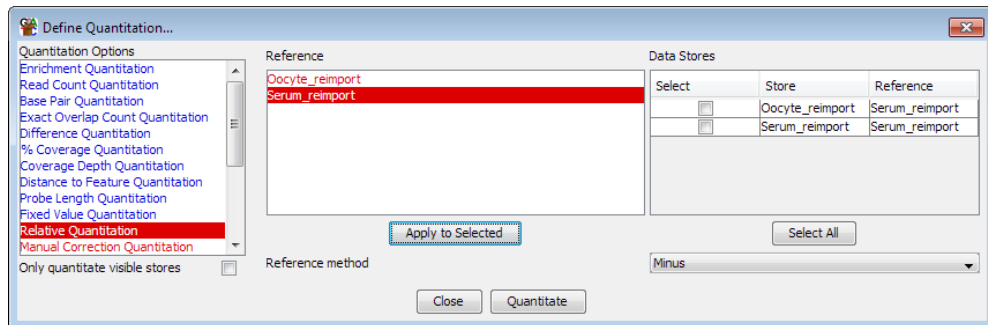 Define Quantitation...
Quantitation Options
Enrichment Quantitation
Read Count Quantitation
Base Pair Quantitation
Exact Overlap Count Quantitation
Difference Quantitation
% Coverage Quantitation
Coverage Depth Quantitation
Distance to Feature Quantitation
Probe Length Quantitation
Fixed Value Quantitation
Relative Quantitation
Manual Correction Quantitation
Only quantitate visible stores
Reference
Oocyte_reimport
Serum_reimport
Apply to Selected
Reference method
Data Stores
Select Store Reference
Oocyte_reimport Serum_reimport
Serum_reimport Serum_reimport
Select All
Minus
Close Quantitate